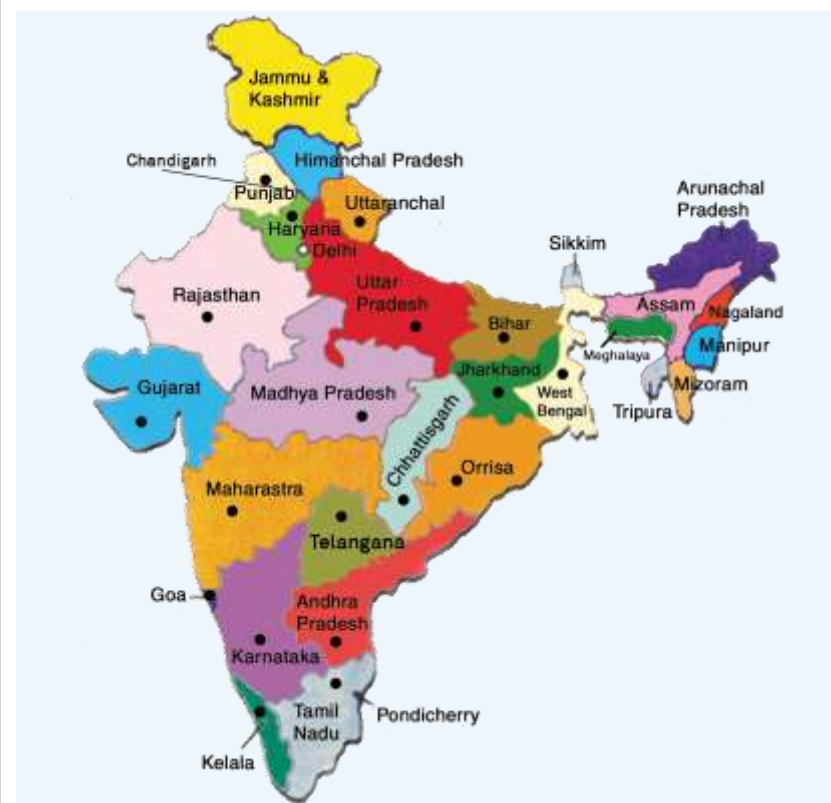 Jammu &
Kashmir
Chandigarh
Himanchal Pradesh
Punjab
Uttaranchal
Arunachal
Pradesh
Haryana
Delhi
Sikkim
Rajasthan
Uttar
Pradesh
Assam
Nagaland
Bihar
Meghalaya
Manipur
Gujarat
Madhya Pradesh
Jharkhand
West
Bengal
Mizoram
Tripura
Chhattisgarh
Orrisa
Maharastra
Telangana
Goa
Andhra
Pradesh
Karnataka
Tamil
Nadu
Pondicherry
Kelala